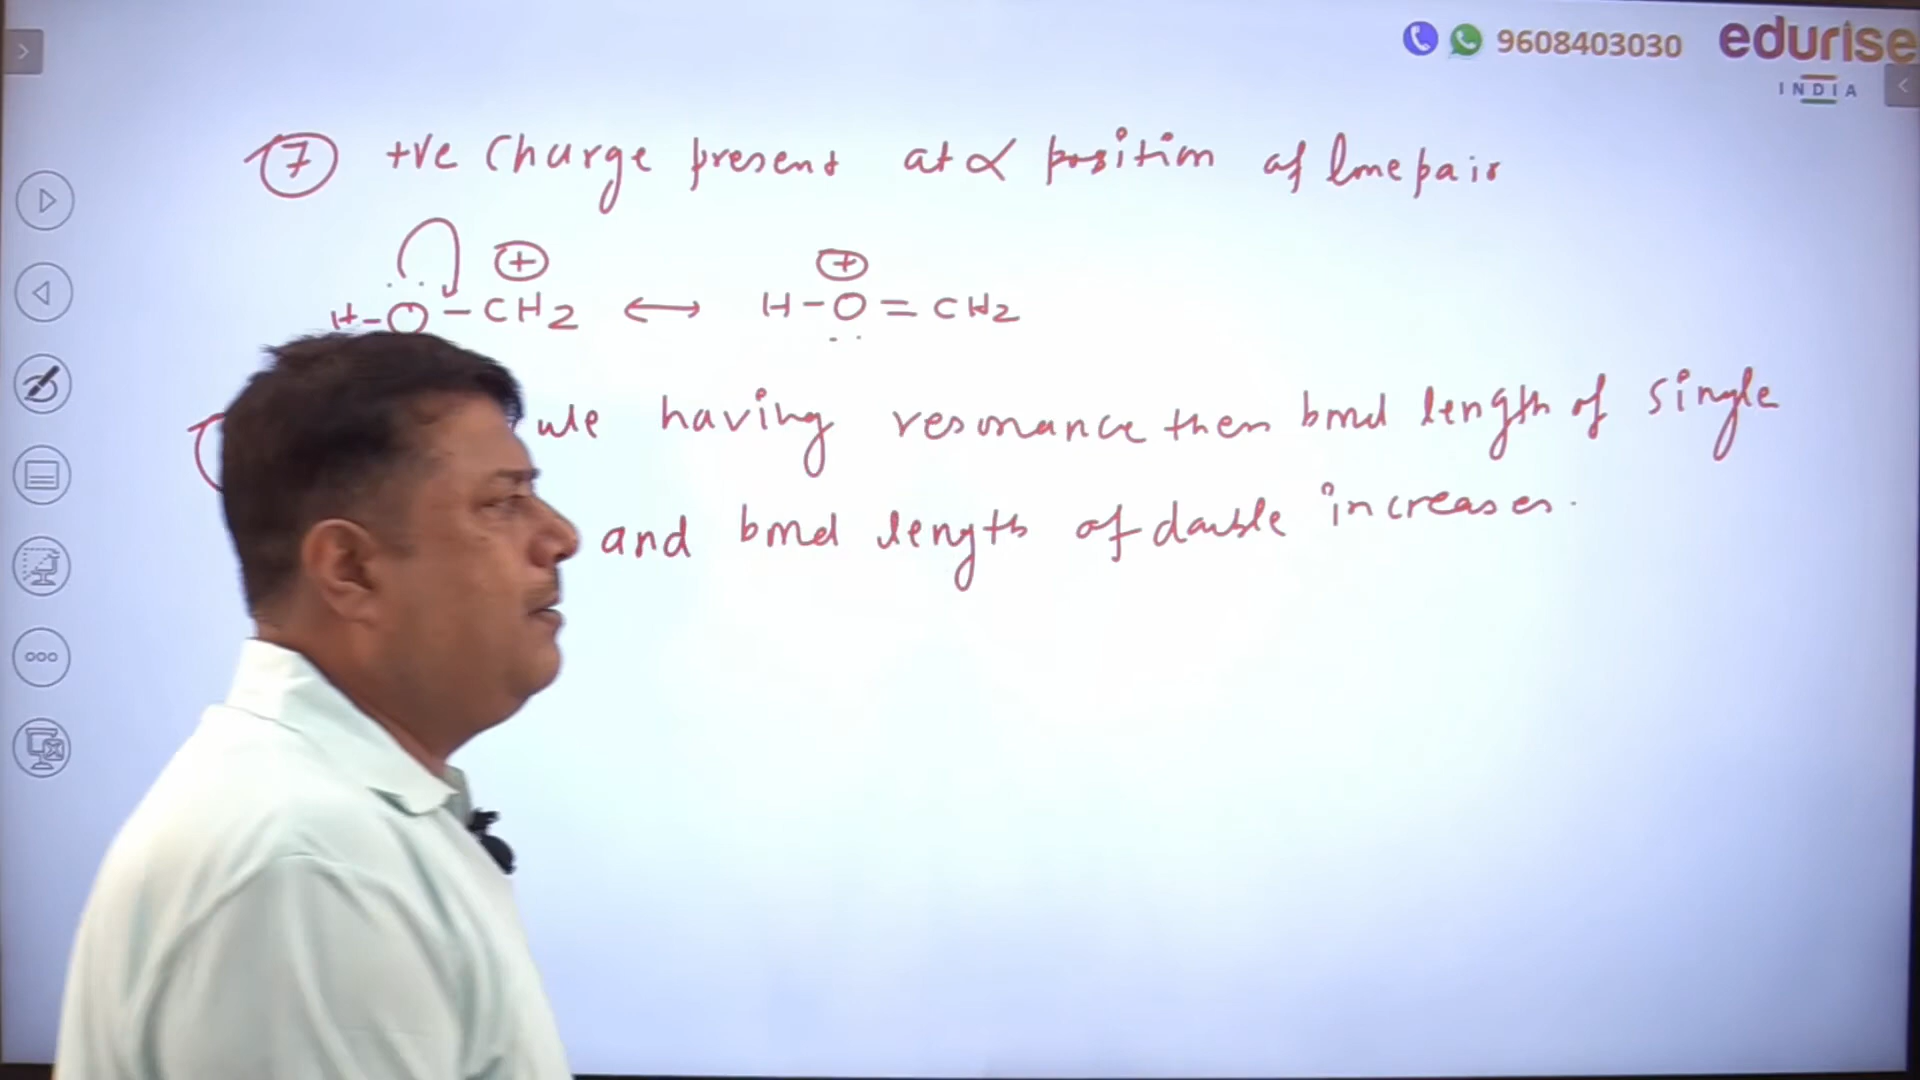 9608403030 edurise
INDIA
7 +ve Charge present at α position of lone pair
H-O-CH2 ↔ H-O=CH2
having resonance then bond length of single
and bond length of double increases.